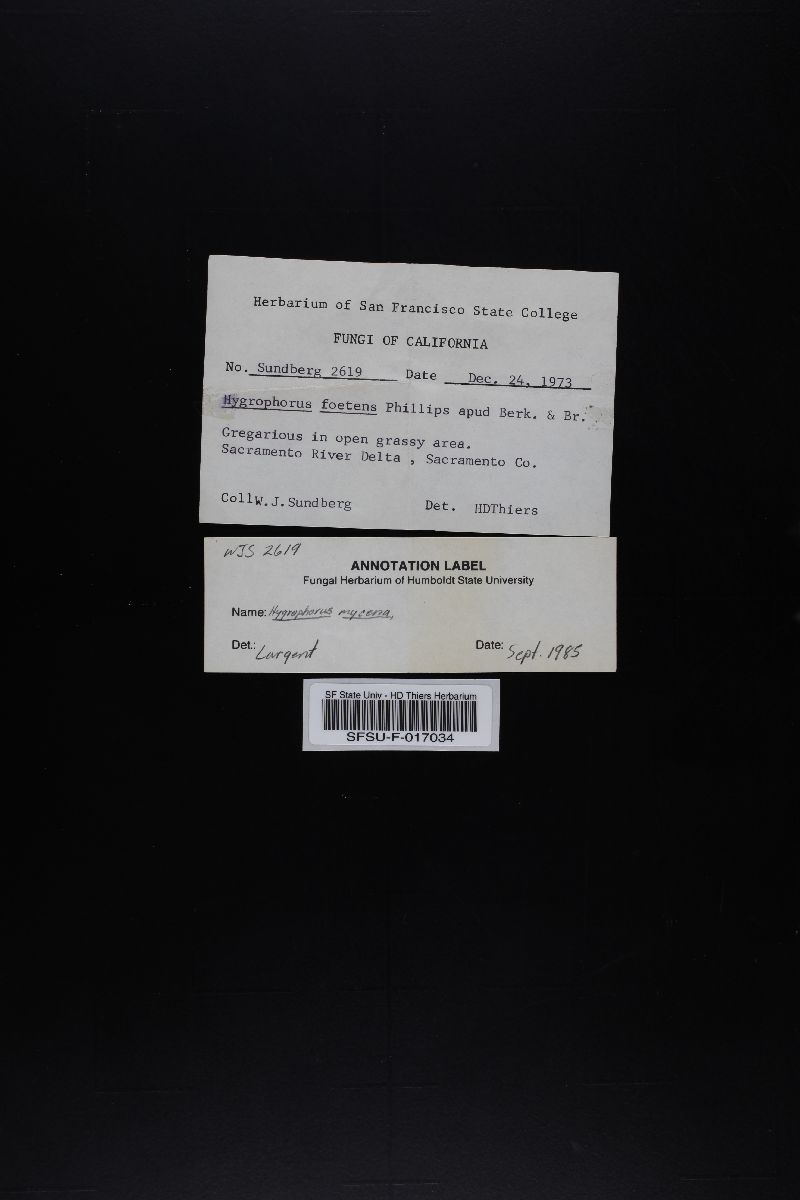 Herbarium of San Francisco State College
FUNGI OF CALIFORNIA
No. Sundberg 2619 Date Dec. 24, 1973
Hygrophorus foetens Phillips apud Berk. & Br.
Gregarious in open grassy area.
Sacramento River Delta , Sacramento Co.
CollW.J.Sundberg Det. HDThiers
WJS 2619
ANNOTATION LABEL
Fungal Herbarium of Humboldt State University
Name: Hygrophorus mycena,
Det.: Largent Date: Sept. 1985
SF State Univ - HD Thiers Herbarium
SFSU-F-017034